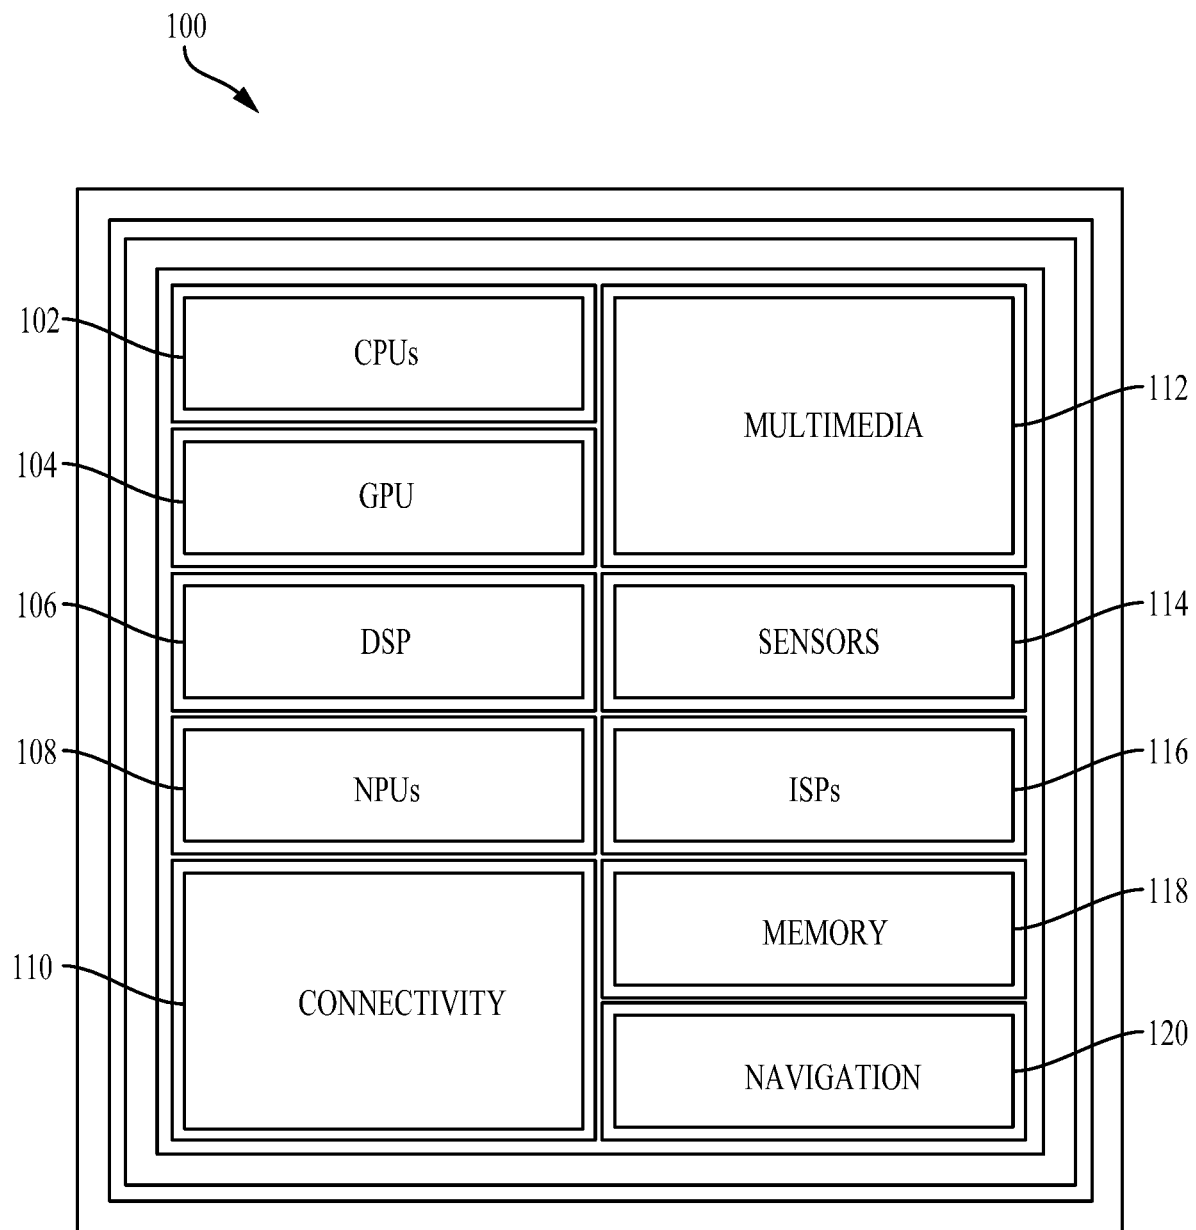 100
102
CPUs
MULTIMEDIA
112
104
GPU
106
DSP
SENSORS
114
108
NPUs
ISPs
116
110
CONNECTIVITY
MEMORY
118
NAVIGATION
120